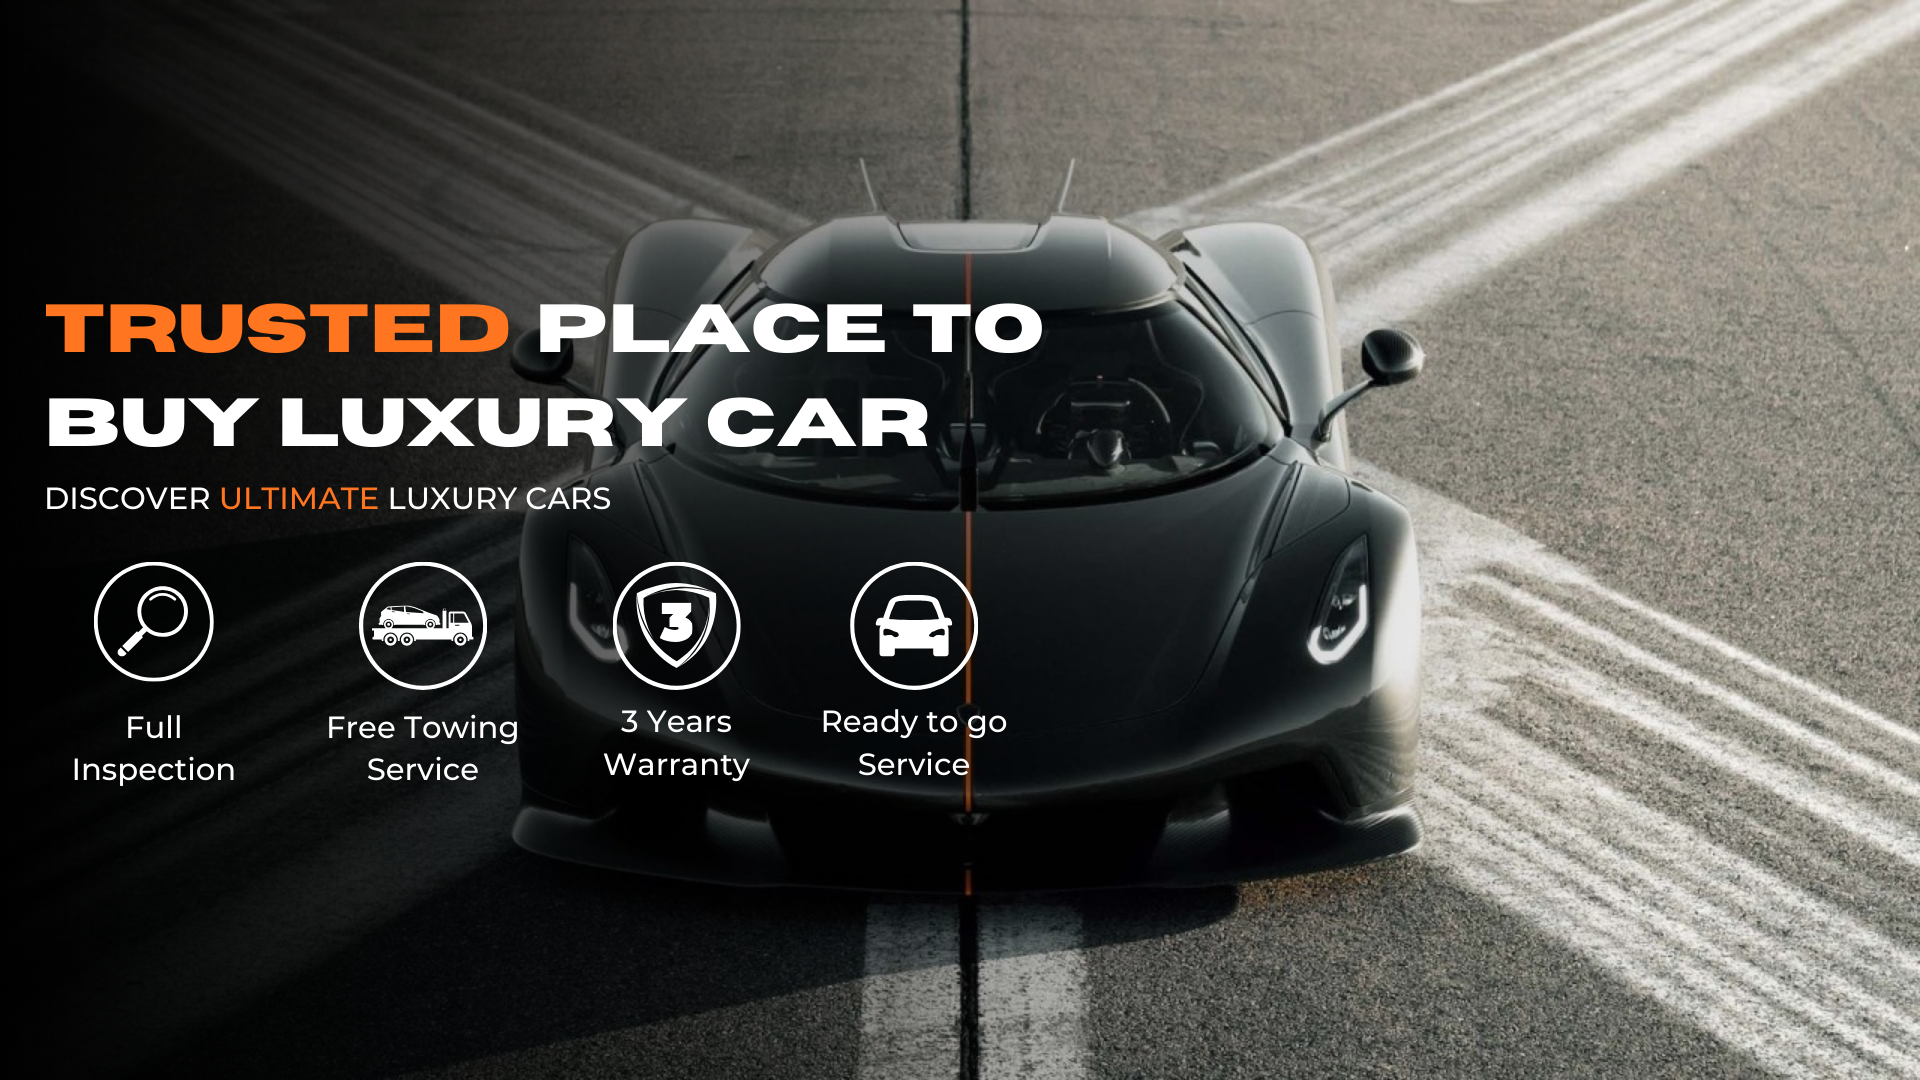 TRUSTED PLACE TO
BUY LUXURY CAR
DISCOVER ULTIMATE LUXURY CARS
3
Full
Inspection
Free Towing
Service
3 Years
Warranty
Ready to go
Service